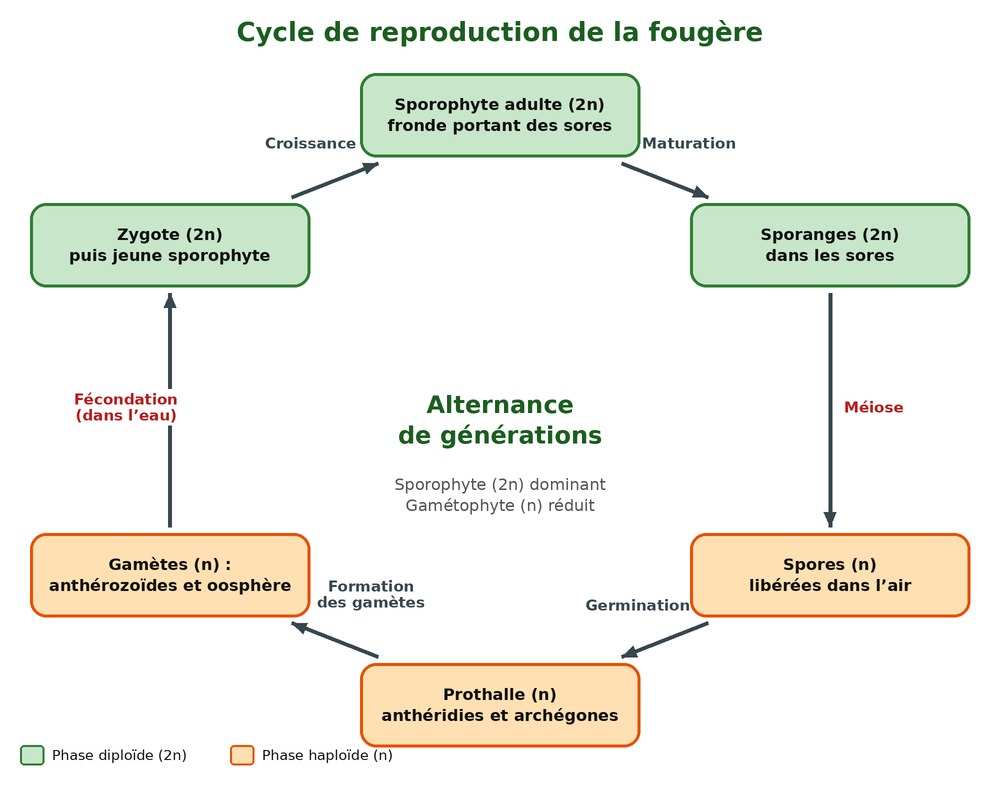 Cycle de reproduction de la fougère
Sporophyte adulte (2n)
fronde portant des sores
Croissance
Maturation
Zygote (2n)
puis jeune sporophyte
Sporanges (2n)
dans les sores
Fécondation
(dans l’eau)
Alternance
de générations
Méiose
Sporophyte (2n) dominant
Gamétophyte (n) réduit
Gamètes (n) :
anthérozoïdes et oosphère
Spores (n)
libérées dans l’air
Formation
des gamètes
Germination
Prothalle (n)
anthéridies et archégones
Phase diploïde (2n)
Phase haploïde (n)